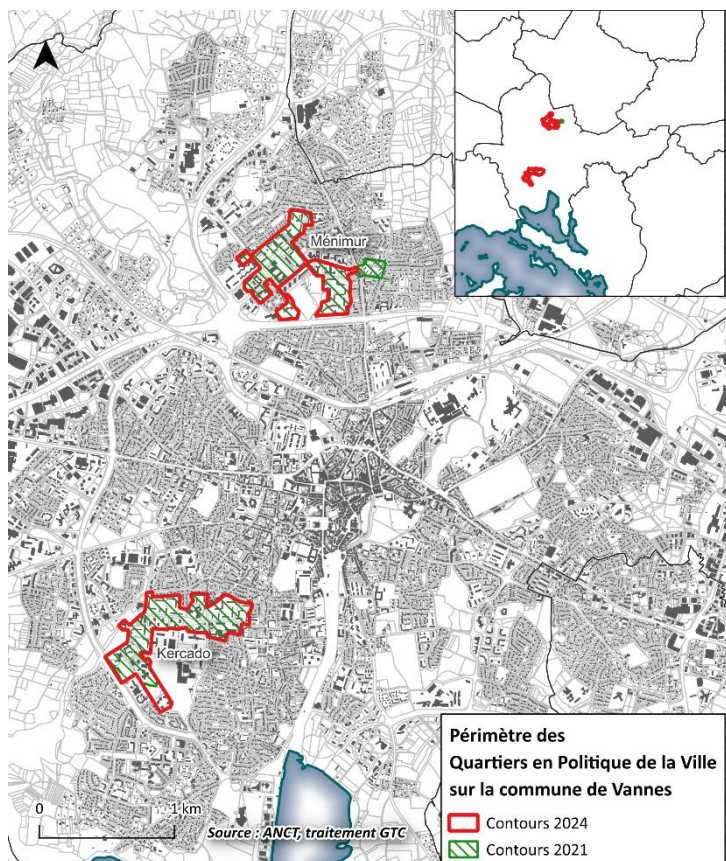 Ménimur
Kercado
0 1 km
Source : ANCT, traitement GTC
Périmètre des
Quartiers en Politique de la Ville
sur la commune de Vannes
Contours 2024
Contours 2021